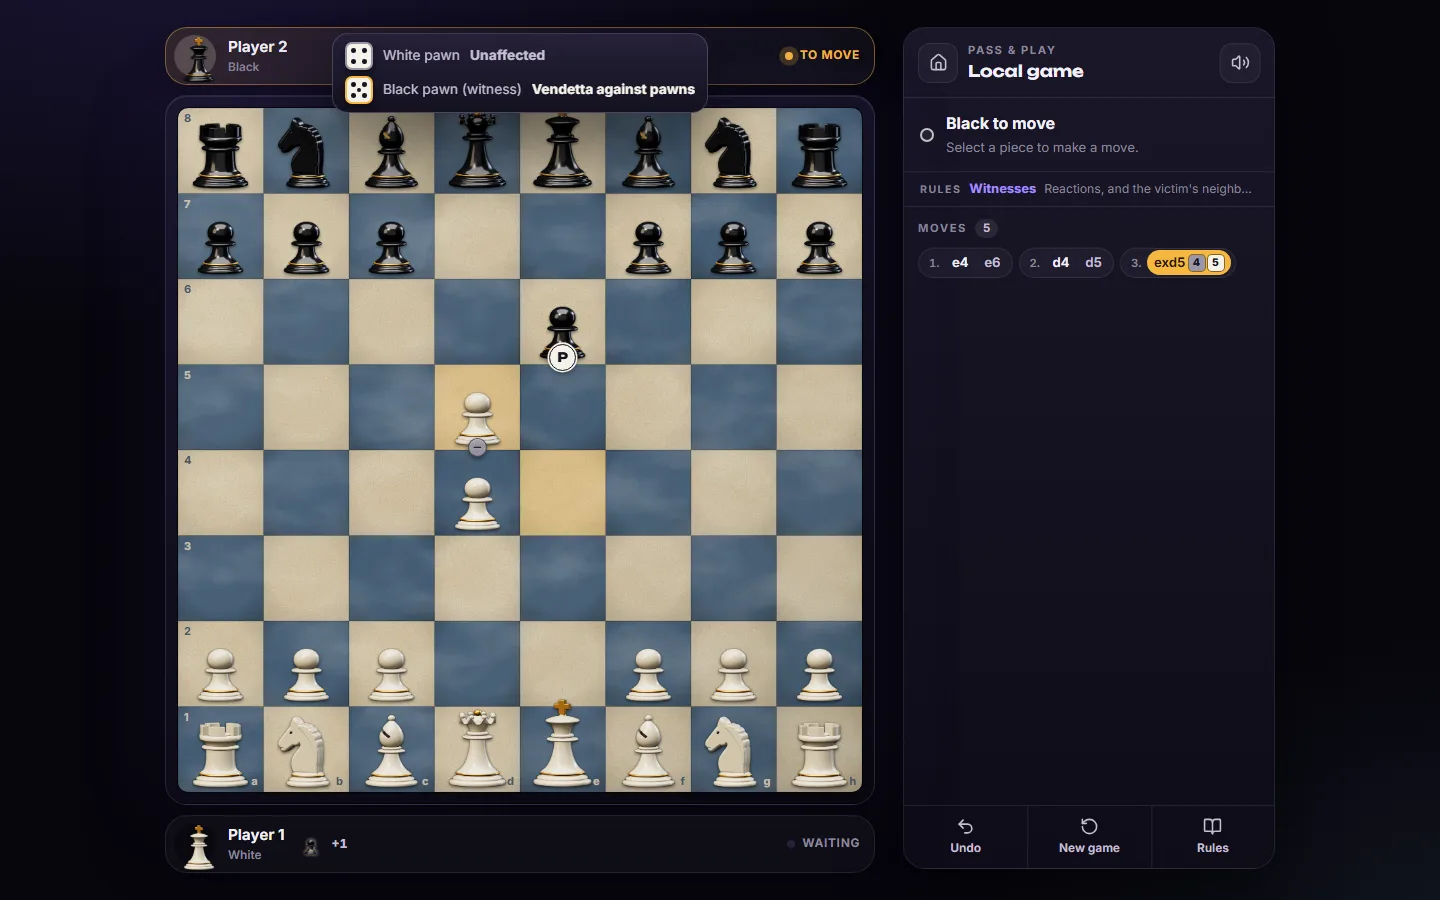 Player 2
Black
White pawn Unaffected
Black pawn (witness) Vendetta against pawns
TO MOVE
PASS & PLAY
Local game
Black to move
Select a piece to make a move.
RULES Witnesses Reactions, and the victim's neighb...
MOVES 5
1. e4 e6 2. d4 d5 3. exd5 4 5
8
7
6
P
5
4
3
2
1
a b c d e f g h
Player 1
White
+1
WAITING
Undo
New game
Rules